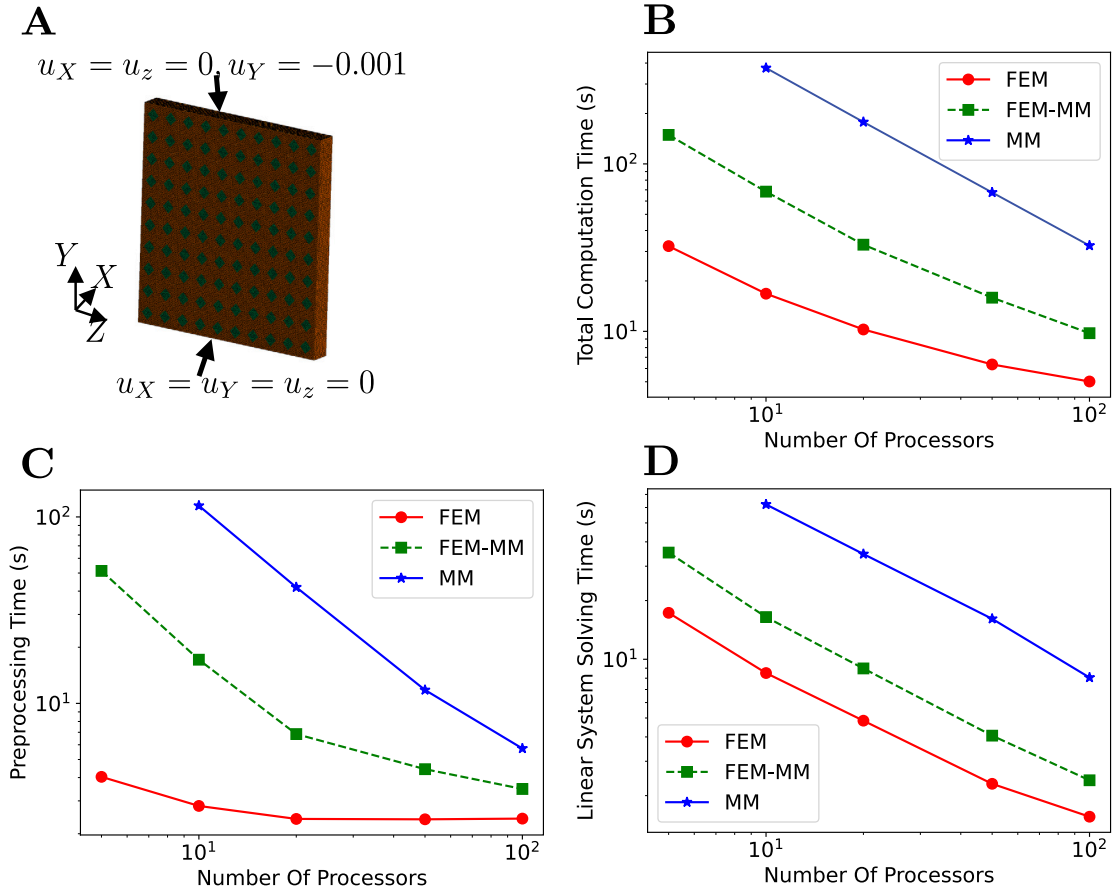 A
u_X = u_z = 0, u_Y = −0.001
Y
X
Z
u_X = u_Y = u_z = 0
B
Total Computation Time (s)
10^2
10^1
FEM
FEM-MM
MM
10^1
10^2
Number Of Processors
C
Preprocessing Time (s)
10^2
10^1
FEM
FEM-MM
MM
10^1
10^2
Number Of Processors
D
Linear System Solving Time (s)
10^1
FEM
FEM-MM
MM
10^1
10^2
Number Of Processors